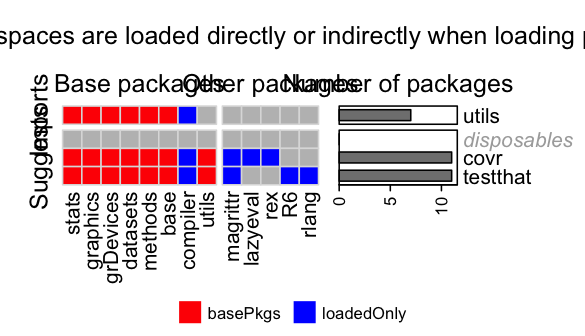 spaces are loaded directly or indirectly when loading p
Base packages
Other packages
Number of packages
Imports
Suggests
utils
disposables
covr
testthat
0
5
10
stats
graphics
grDevices
datasets
methods
base
compiler
utils
magrittr
lazyeval
rex
R6
rlang
basePkgs
loadedOnly